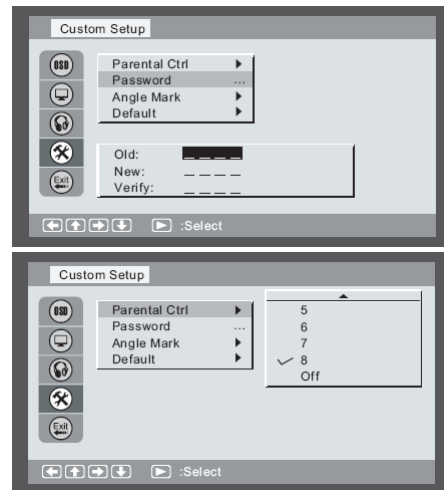 Custom Setup
OSD
Parental Ctrl
Password ...
Angle Mark
Default
Old: _ _ _ _
New: _ _ _ _
Verify: _ _ _ _
Exit
:Select
Custom Setup
OSD
Parental Ctrl
Password ...
Angle Mark
Default
5
6
7
8
Off
Exit
:Select